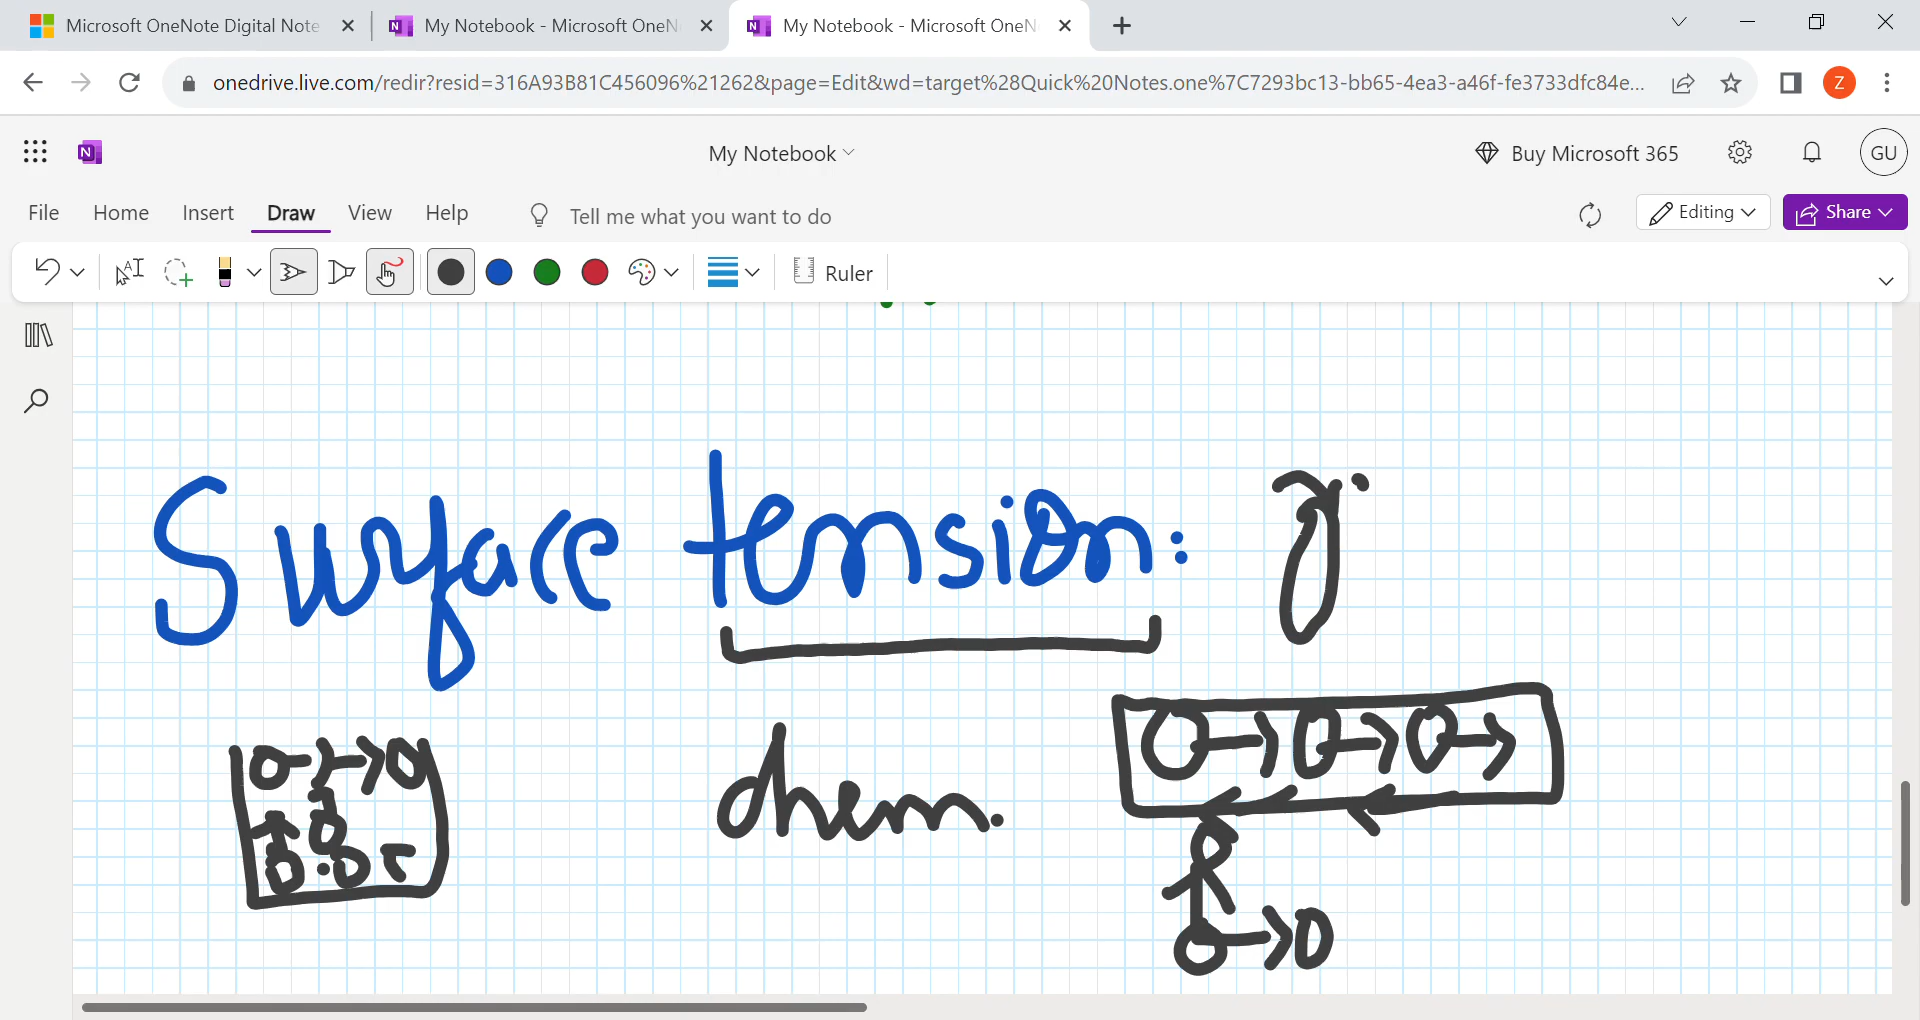 Microsoft OneNote Digital Note
My Notebook - Microsoft OneN
My Notebook - Microsoft OneN
onedrive.live.com/redir?resid=316A93B81C456096%21262&page=Edit&wd=target%28Quick%20Notes.one%7C7293bc13-bb65-4ea3-a46f-fe3733dfc84e...
Z
My Notebook
Buy Microsoft 365
GU
File Home Insert Draw View Help Tell me what you want to do
Editing Share
Ruler
Surface tension: γ
chem.